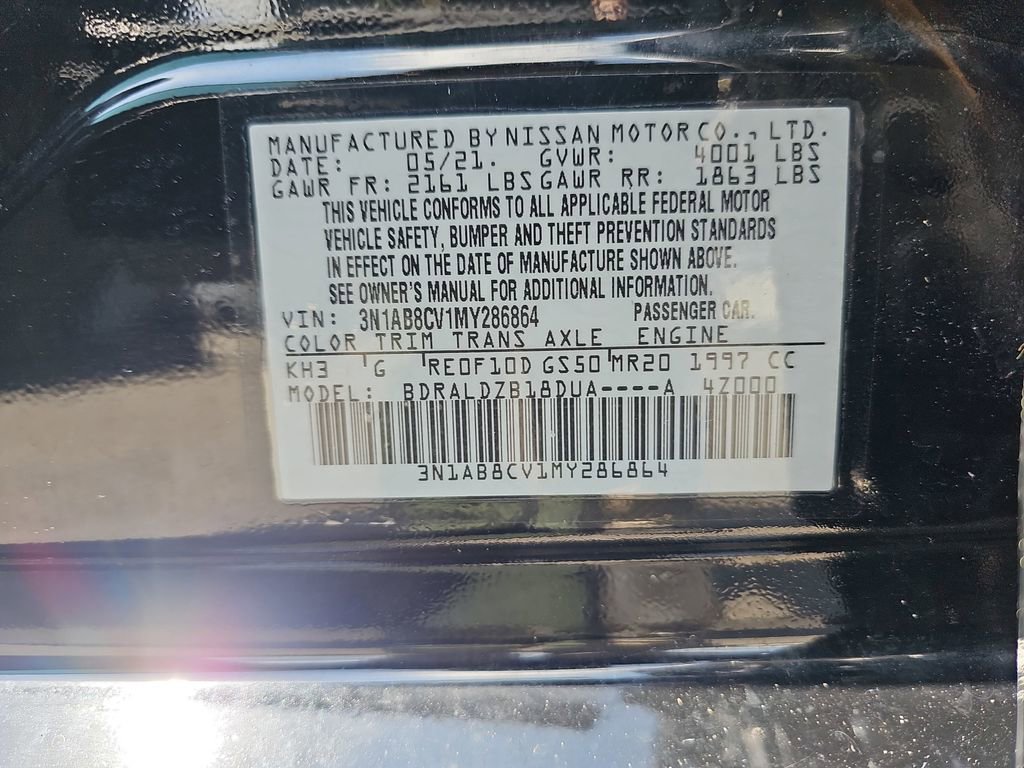 MANUFACTURED BY NISSAN MOTOR CO., LTD.
DATE: 05/21. GVWR: 4001 LBS
GAWR FR: 2161 LBS GAWR RR: 1863 LBS
THIS VEHICLE CONFORMS TO ALL APPLICABLE FEDERAL MOTOR
VEHICLE SAFETY, BUMPER AND THEFT PREVENTION STANDARDS
IN EFFECT ON THE DATE OF MANUFACTURE SHOWN ABOVE.
SEE OWNER'S MANUAL FOR ADDITIONAL INFORMATION.
VIN: 3N1AB8CV1MY286864 PASSENGER CAR.
COLOR TRIM TRANS AXLE ENGINE
KH3 G RE0F10D GS50 MR20 1997 CC
MODEL: BDRALDZB18DUA----A 4Z000
3N1AB8CV1MY286864